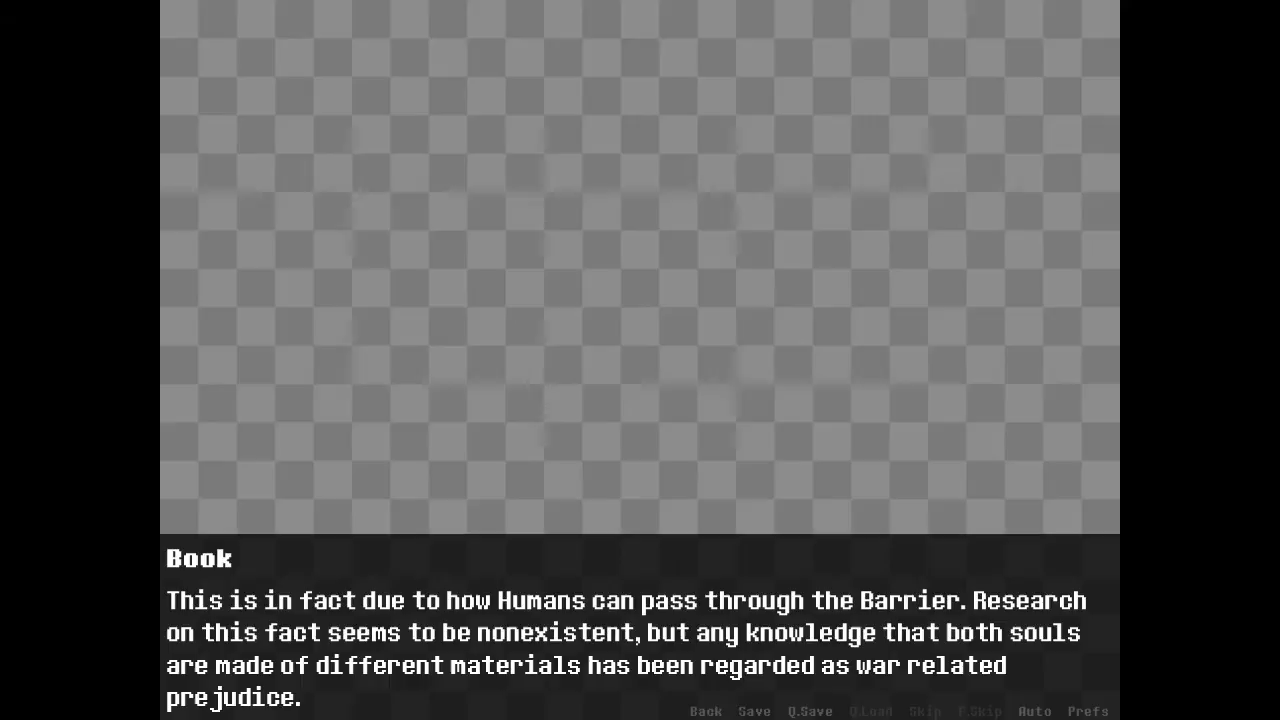 Book
This is in fact due to how Humans can pass through the Barrier. Research
on this fact seems to be nonexistent, but any knowledge that both souls
are made of different materials has been regarded as war related
prejudice.
Back Save Q.Save Q.Load Skip F.Skip Auto Prefs